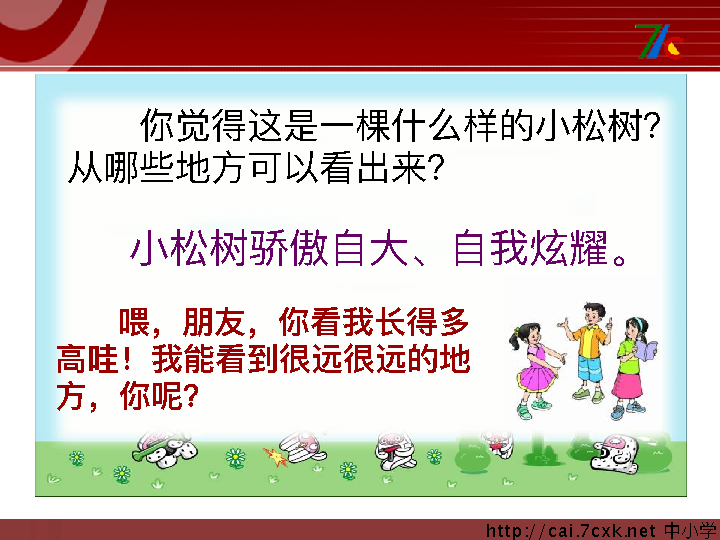 你觉得这是一棵什么样的小松树?
从哪些地方可以看出来?
小松树骄傲自大、自我炫耀。
喂，朋友，你看我长得多
高哇！我能看到很远很远的地
方，你呢?
7c
http://cai.7cxk.net 中小学